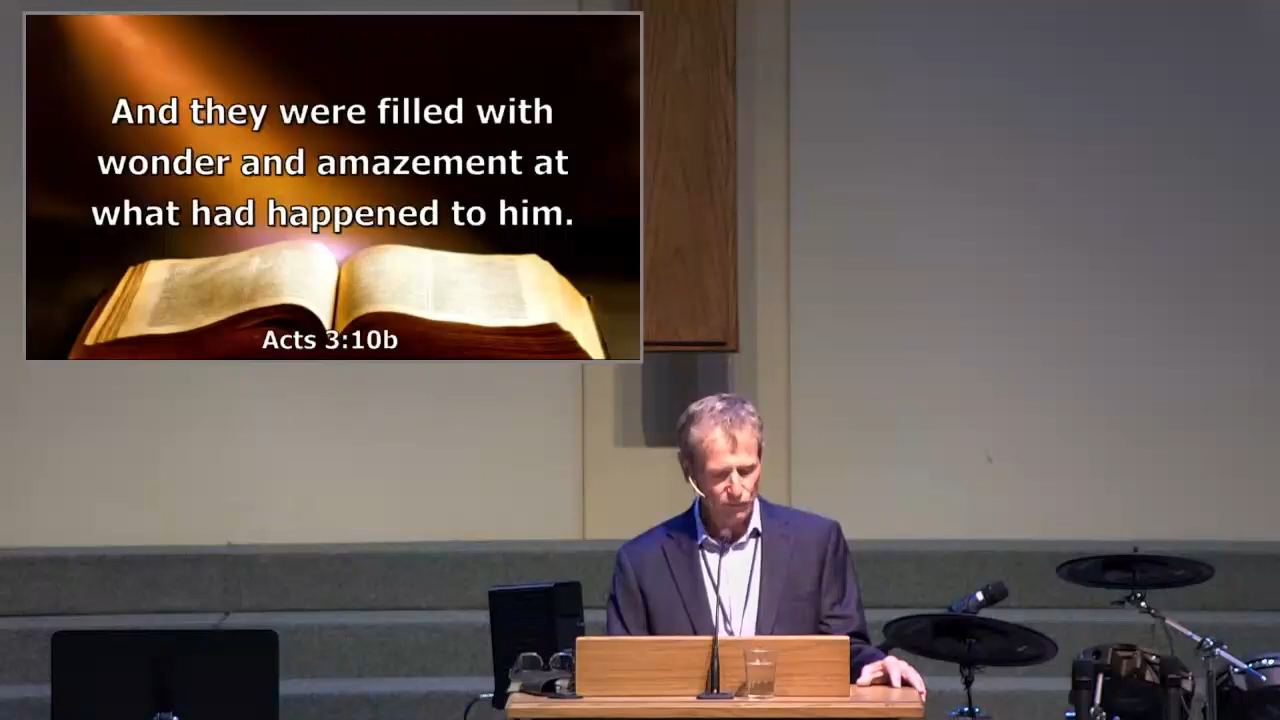 And they were filled with
wonder and amazement at
what had happened to him.
Acts 3:10b